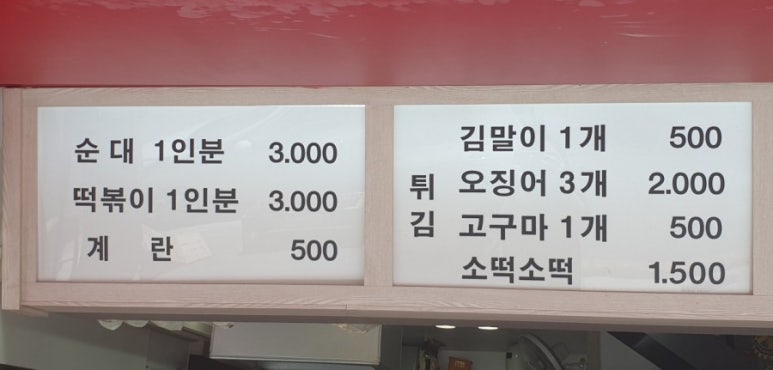 순대 1인분 3.000
떡볶이 1인분 3.000
계란 500
튀김
김말이 1개 500
오징어 3개 2.000
고구마 1개 500
소떡소떡 1.500